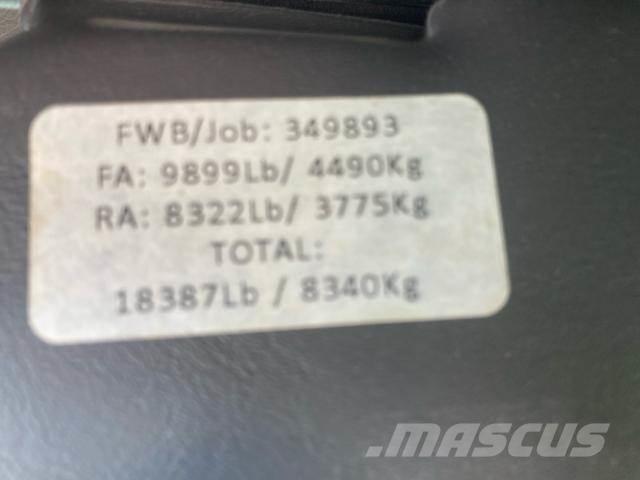 FWB/Job: 349893
FA: 9899Lb/ 4490Kg
RA: 8322Lb/ 3775Kg
TOTAL:
18387Lb / 8340Kg
.MASCUS